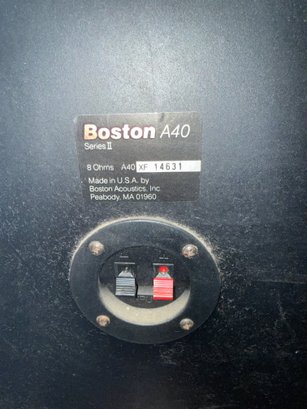 Boston A40
Series II
8 Ohms A40 XF 14631
Made in U.S.A. by
Boston Acoustics, Inc.
Peabody, MA 01960